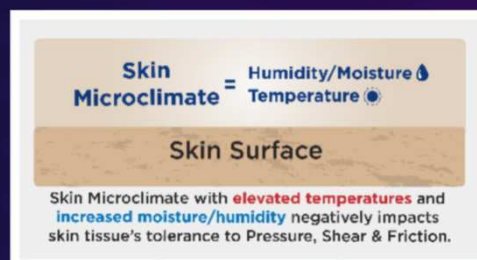 Skin Microclimate = Humidity/Moisture Temperature
Skin Surface
Skin Microclimate with elevated temperatures and
increased moisture/humidity negatively impacts
skin tissue's tolerance to Pressure, Shear & Friction.